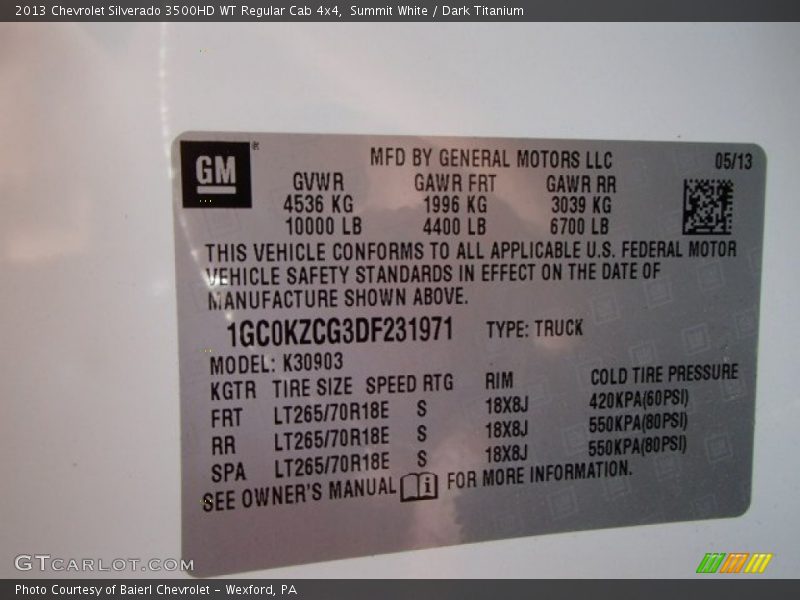 2013 Chevrolet Silverado 3500HD WT Regular Cab 4x4, Summit White / Dark Titanium
GM ®
MFD BY GENERAL MOTORS LLC 05/13
GVWR GAWR FRT GAWR RR
4536 KG 1996 KG 3039 KG
10000 LB 4400 LB 6700 LB
THIS VEHICLE CONFORMS TO ALL APPLICABLE U.S. FEDERAL MOTOR
VEHICLE SAFETY STANDARDS IN EFFECT ON THE DATE OF
MANUFACTURE SHOWN ABOVE.
1GC0KZCG3DF231971 TYPE: TRUCK
MODEL: K30903
KGTR TIRE SIZE SPEED RTG RIM COLD TIRE PRESSURE
FRT LT265/70R18E S 18X8J 420KPA(60PSI)
RR LT265/70R18E S 18X8J 550KPA(80PSI)
SPA LT265/70R18E S 18X8J 550KPA(80PSI)
SEE OWNER'S MANUAL i FOR MORE INFORMATION.
GTCARLOT.COM
Photo Courtesy of Baierl Chevrolet - Wexford, PA